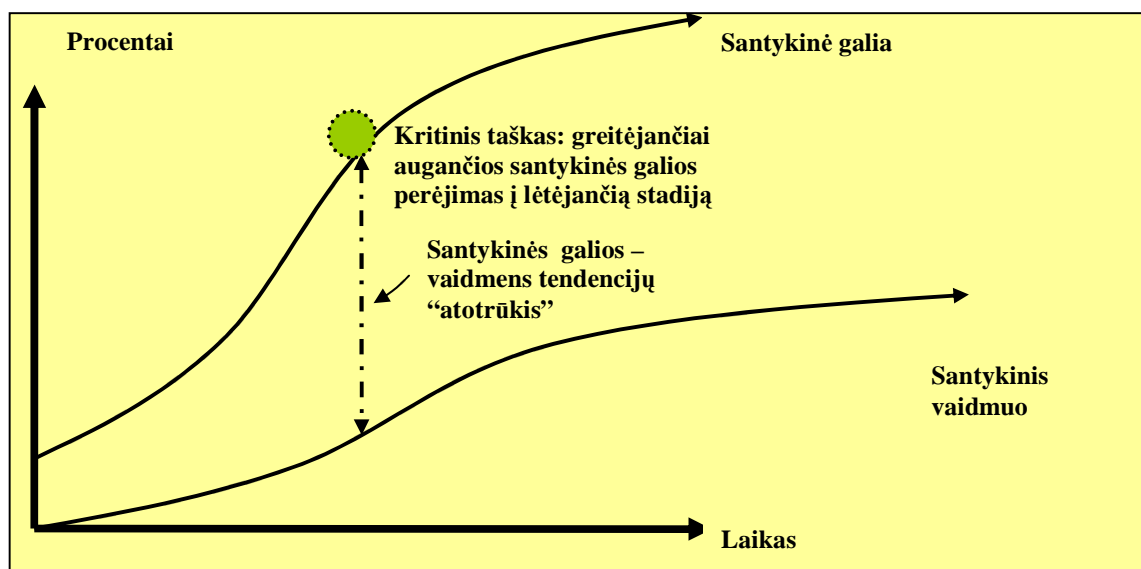 Procentai
Santykinė galia
Kritinis taškas: greitėjančiai
augančios santykinės galios
perėjimas į lėtėjančią stadiją
Santykinės galios –
vaidmens tendencijų
“atotrūkis”
Santykinis
vaidmuo
Laikas